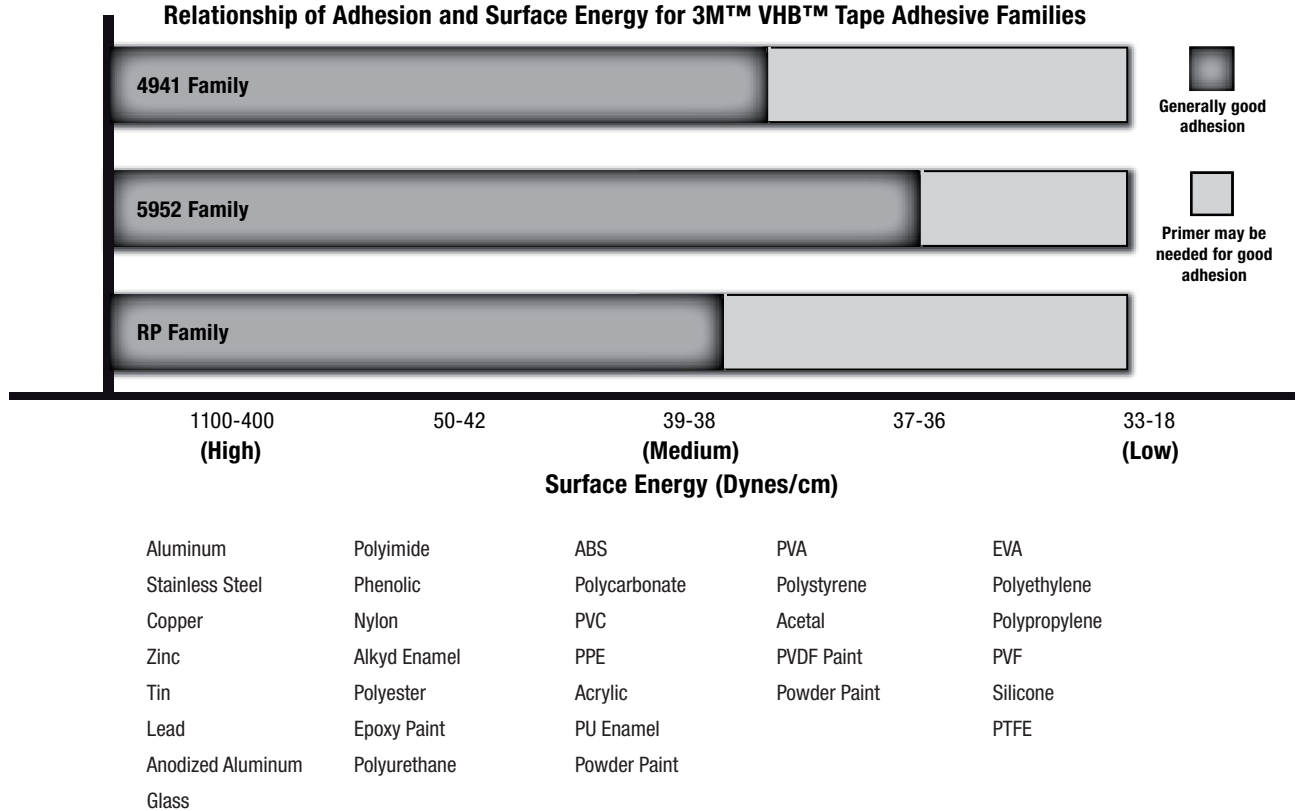 Relationship of Adhesion and Surface Energy for 3M™ VHB™ Tape Adhesive Families
4941 Family
Generally good
adhesion
5952 Family
Primer may be
needed for good
adhesion
RP Family
1100-400 50-42 39-38 37-36 33-18
(High) (Medium) (Low)
Surface Energy (Dynes/cm)
Aluminum Polyimide ABS PVA EVA
Stainless Steel Phenolic Polycarbonate Polystyrene Polyethylene
Copper Nylon PVC Acetal Polypropylene
Zinc Alkyd Enamel PPE PVDF Paint PVF
Tin Polyester Acrylic Powder Paint Silicone
Lead Epoxy Paint PU Enamel PTFE
Anodized Aluminum Polyurethane Powder Paint
Glass